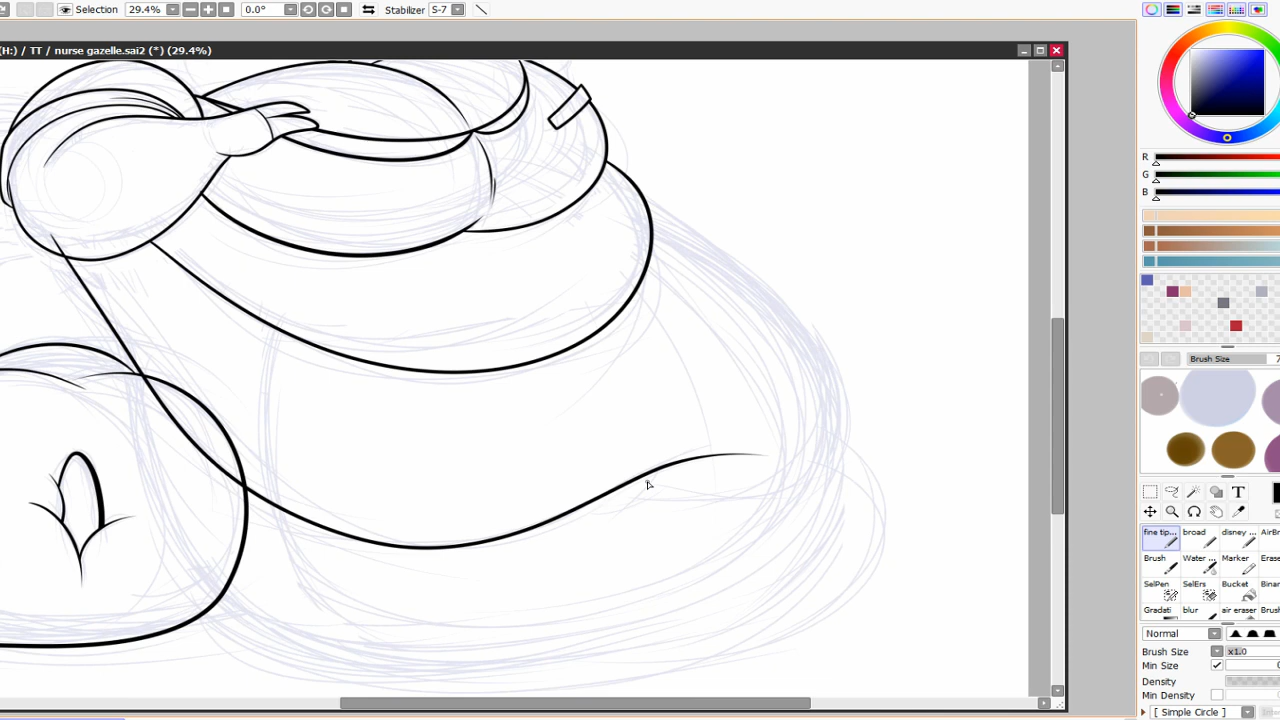 Selection 29.4% 0.0° Stabilizer S-7
(H:) / TT / nurse gazelle.sai2 (*) (29.4%)
R
G
B
Brush Size 7
T
fine tip... broad disney ... AirBr
Brush Water ... Marker Erase
SelPen SelErs Bucket Binar
Gradati blur air eraser Brush
Normal
Brush Size x1.0
Min Size 0
Density
Min Density
[ Simple Circle ]